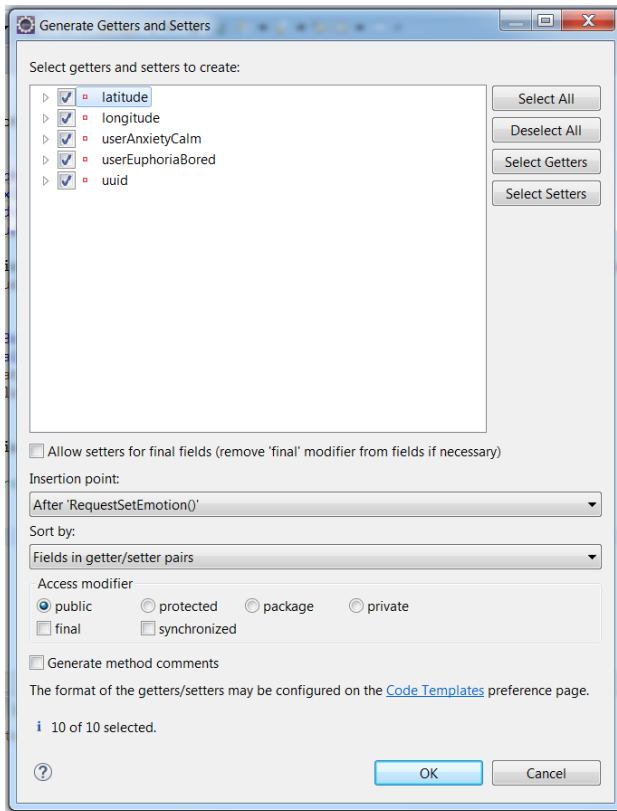 Generate Getters and Setters
Select getters and setters to create:
latitude
longitude
userAnxietyCalm
userEuphoriaBored
uuid
Select All
Deselect All
Select Getters
Select Setters
Allow setters for final fields (remove 'final' modifier from fields if necessary)
Insertion point:
After 'RequestSetEmotion()'
Sort by:
Fields in getter/setter pairs
Access modifier
public protected package private
final synchronized
Generate method comments
The format of the getters/setters may be configured on the Code Templates preference page.
i 10 of 10 selected.
?
OK Cancel